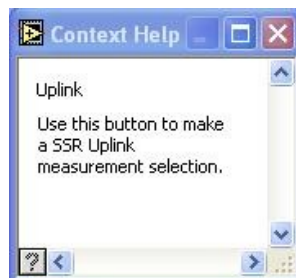 Context Help
Uplink
Use this button to make
a SSR Uplink
measurement selection.
?